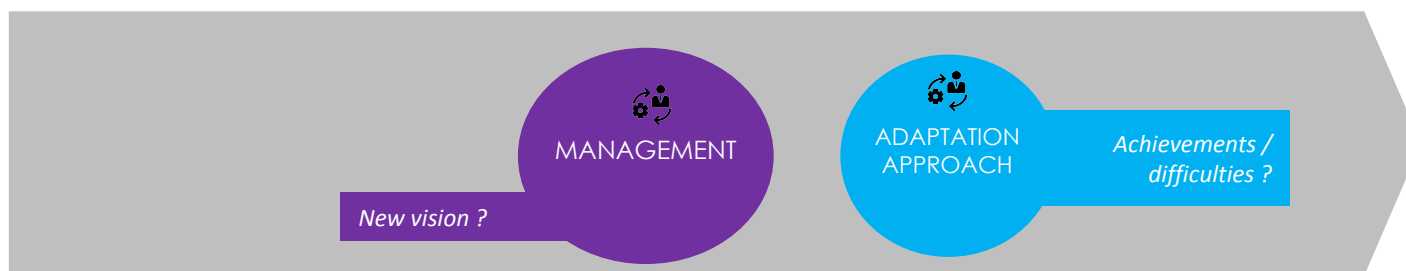 MANAGEMENT
New vision ?
ADAPTATION
APPROACH
Achievements /
difficulties ?